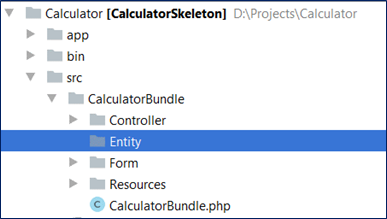 Calculator [CalculatorSkeleton] D:\Projects\Calculator
app
bin
src
CalculatorBundle
Controller
Entity
Form
Resources
CalculatorBundle.php